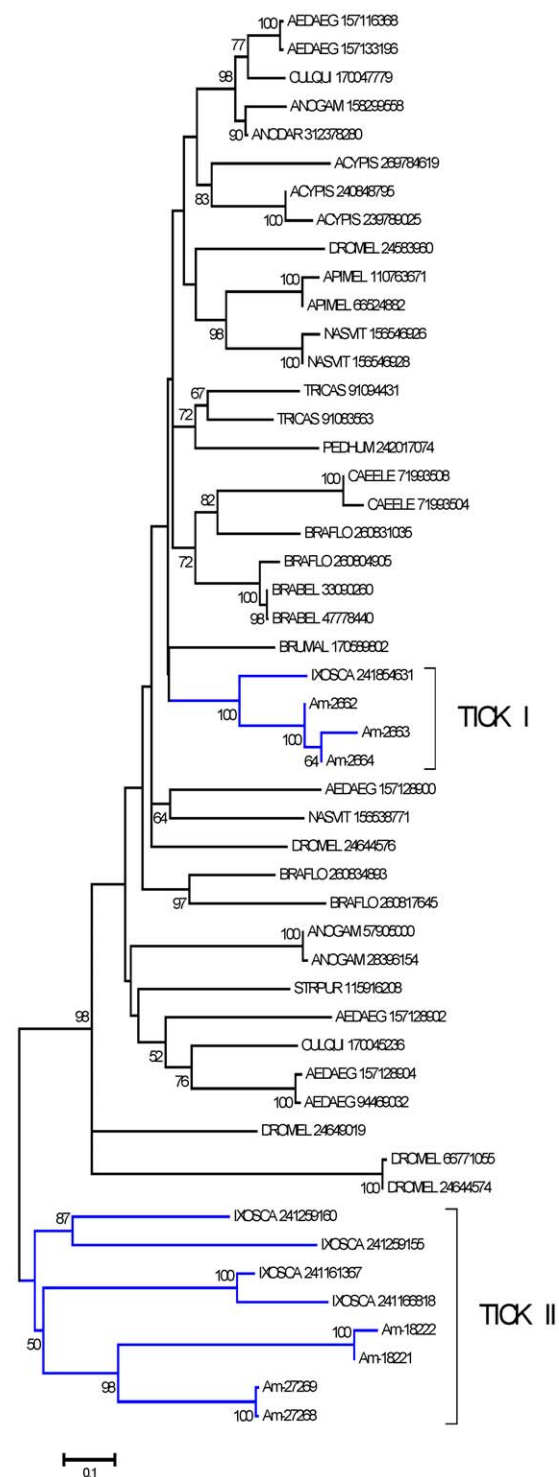 100 AEDAEG 157116368
77
AEDAEG 157133196
98
CULQUI 170047779
ANOGAM 158299558
90 ANODAR 312378280
ACYPIS 269784619
83
ACYPIS 240848795
100 ACYPIS 239789025
DROMEL 24583960
100 APIMEL 110763671
APIMEL 66524882
98
NASVIT 156546926
100 NASVIT 156546928
67 TRICAS 91094431
72
TRICAS 91083563
PEDHUM 242017074
100 CAEELE 71993508
82
CAEELE 71993504
BRAFLO 260831035
72
BRAFLO 260804905
100 BRABEL 33090260
98 BRABEL 47778440
BRUMAL 170589802
IXOSCA 241854631
100
Am-2662
TICK I
100
Am-2663
64 Am-2664
AEDAEG 157128900
64
NASVIT 156538771
DROMEL 24644576
BRAFLO 260834893
97
BRAFLO 260817645
100 ANOGAM 57905000
ANOGAM 28396154
STRPUR 115916208
98
AEDAEG 157128902
52
CULQUI 170045236
76
AEDAEG 157128904
100 AEDAEG 94469032
DROMEL 24649019
DROMEL 66771055
100 DROMEL 24644574
87 IXOSCA 241259160
IXOSCA 241259155
100 IXOSCA 241161367
IXOSCA 241166818
TICK II
50
100 Am-18222
Am-18221
98
Am-27269
100 Am-27268
0.1